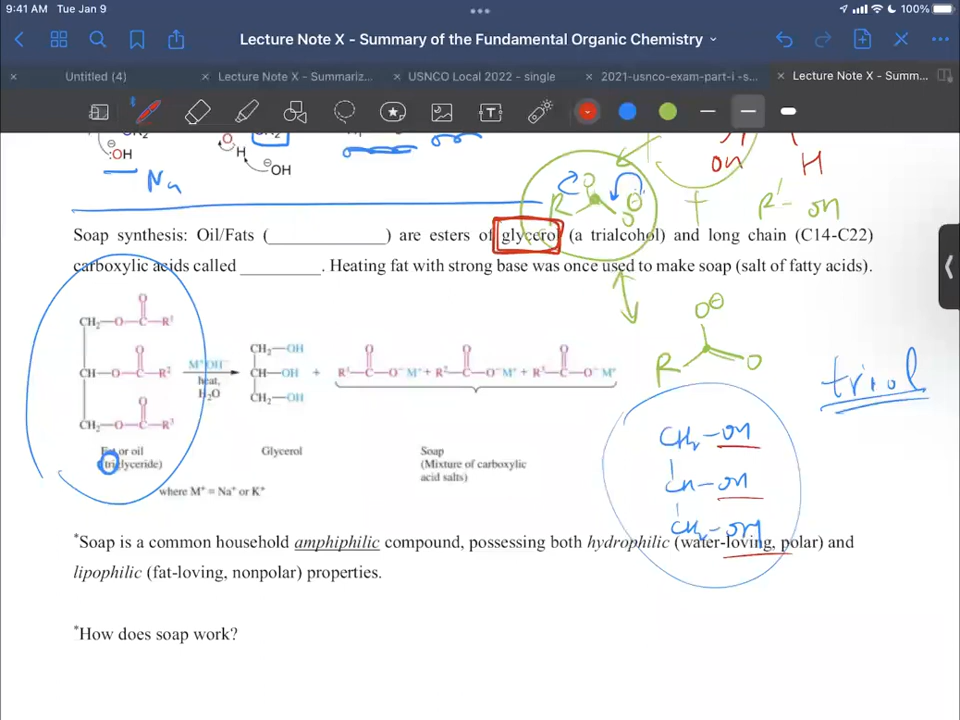 9:41 AM Tue Jan 9
100%
Lecture Note X - Summary of the Fundamental Organic Chemistry
Untitled (4)
Lecture Note X - Summariz...
USNCO Local 2022 - single
2021-usnco-exam-part-i -s...
Lecture Note X - Summ...
T
:OH
Na
H
OH
on
H
R'- on
R
O
O
Soap synthesis: Oil/Fats (____________) are esters of glycerol (a trialcohol) and long chain (C14-C22)
carboxylic acids called ________. Heating fat with strong base was once used to make soap (salt of fatty acids).
O⊖
R
O
triol
CH₂—O—C—R¹
CH—O—C—R²
CH₂—O—C—R³
M⁺OH⁻
heat,
H₂O
CH₂—OH
CH—OH
CH₂—OH
+
R¹—C—O⁻ M⁺ + R²—C—O⁻ M⁺ + R³—C—O⁻ M⁺
Fat or oil
(triglyceride)
Glycerol
Soap
(Mixture of carboxylic
acid salts)
where M⁺ = Na⁺ or K⁺
CH₂-OH
CH-OH
CH₂-OH
*Soap is a common household amphiphilic compound, possessing both hydrophilic (water-loving, polar) and
lipophilic (fat-loving, nonpolar) properties.
*How does soap work?